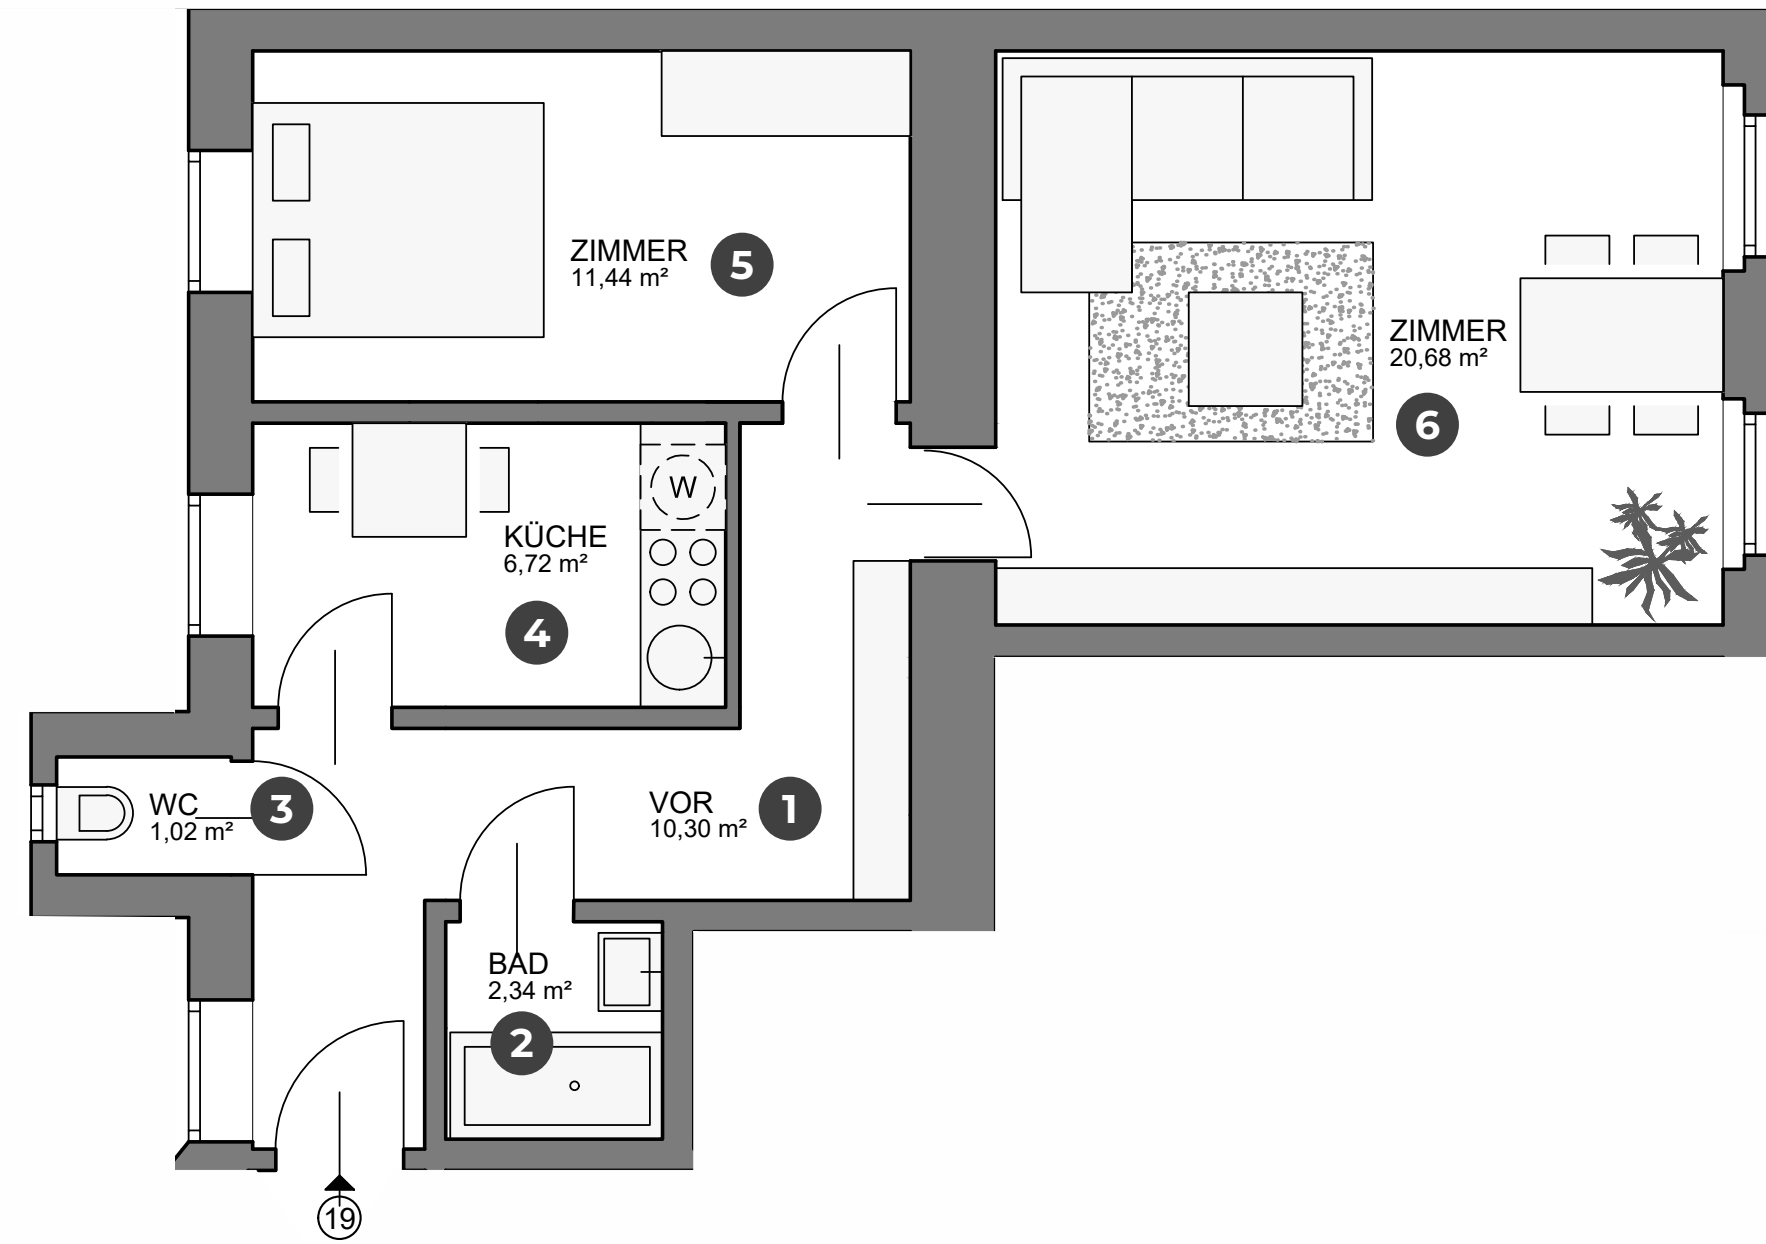 ZIMMER
11,44 m²
5
ZIMMER
20,68 m²
6
W
KÜCHE
6,72 m²
4
WC
1,02 m²
3
VOR
10,30 m²
1
BAD
2,34 m²
2
19